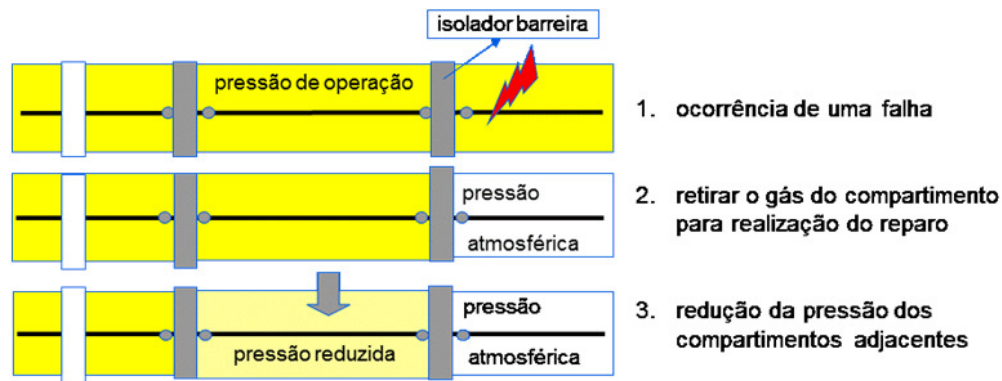 isolador barreira
pressão de operação
1. ocorrência de uma falha
pressão
atmosférica
2. retirar o gás do compartimento
para realização do reparo
pressão reduzida
pressão
atmosférica
3. redução da pressão dos
compartimentos adjacentes